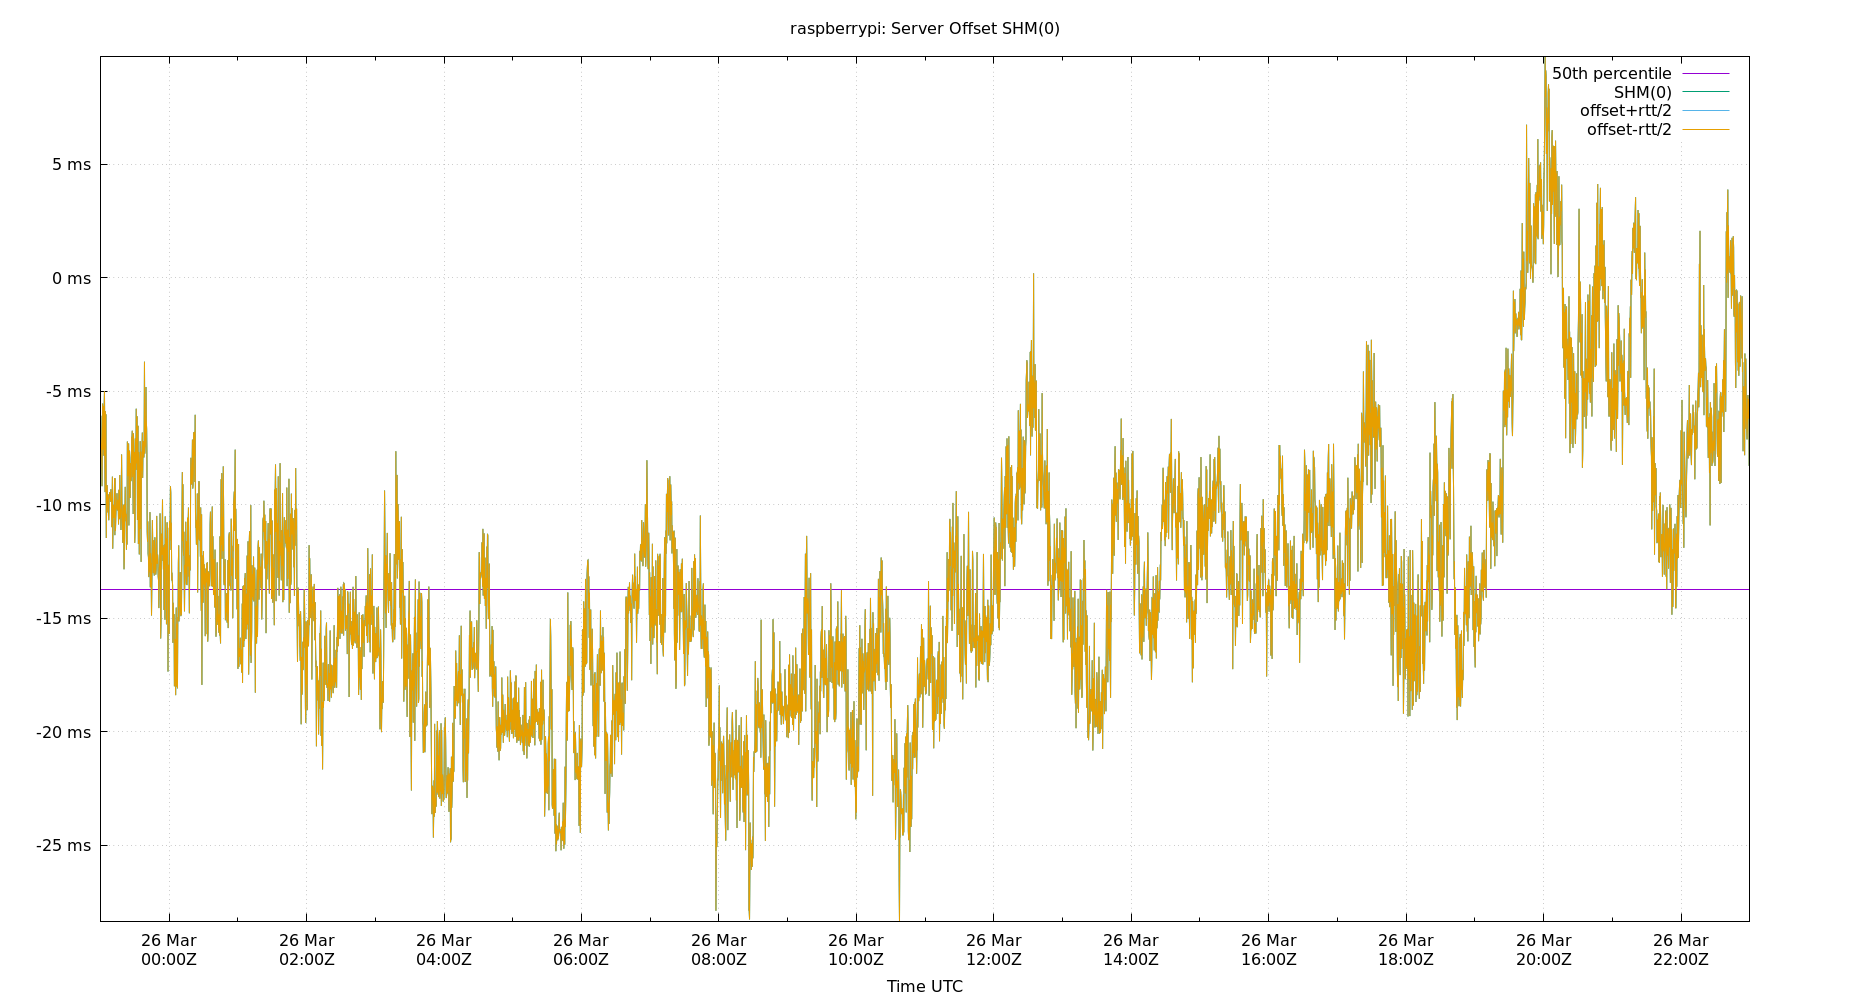 raspberrypi: Server Offset SHM(0)
50th percentile
SHM(0)
offset+rtt/2
offset-rtt/2
5 ms
0 ms
-5 ms
-10 ms
-15 ms
-20 ms
-25 ms
26 Mar 26 Mar 26 Mar 26 Mar 26 Mar 26 Mar 26 Mar 26 Mar 26 Mar 26 Mar 26 Mar 26 Mar
00:00Z 02:00Z 04:00Z 06:00Z 08:00Z 10:00Z 12:00Z 14:00Z 16:00Z 18:00Z 20:00Z 22:00Z
Time UTC